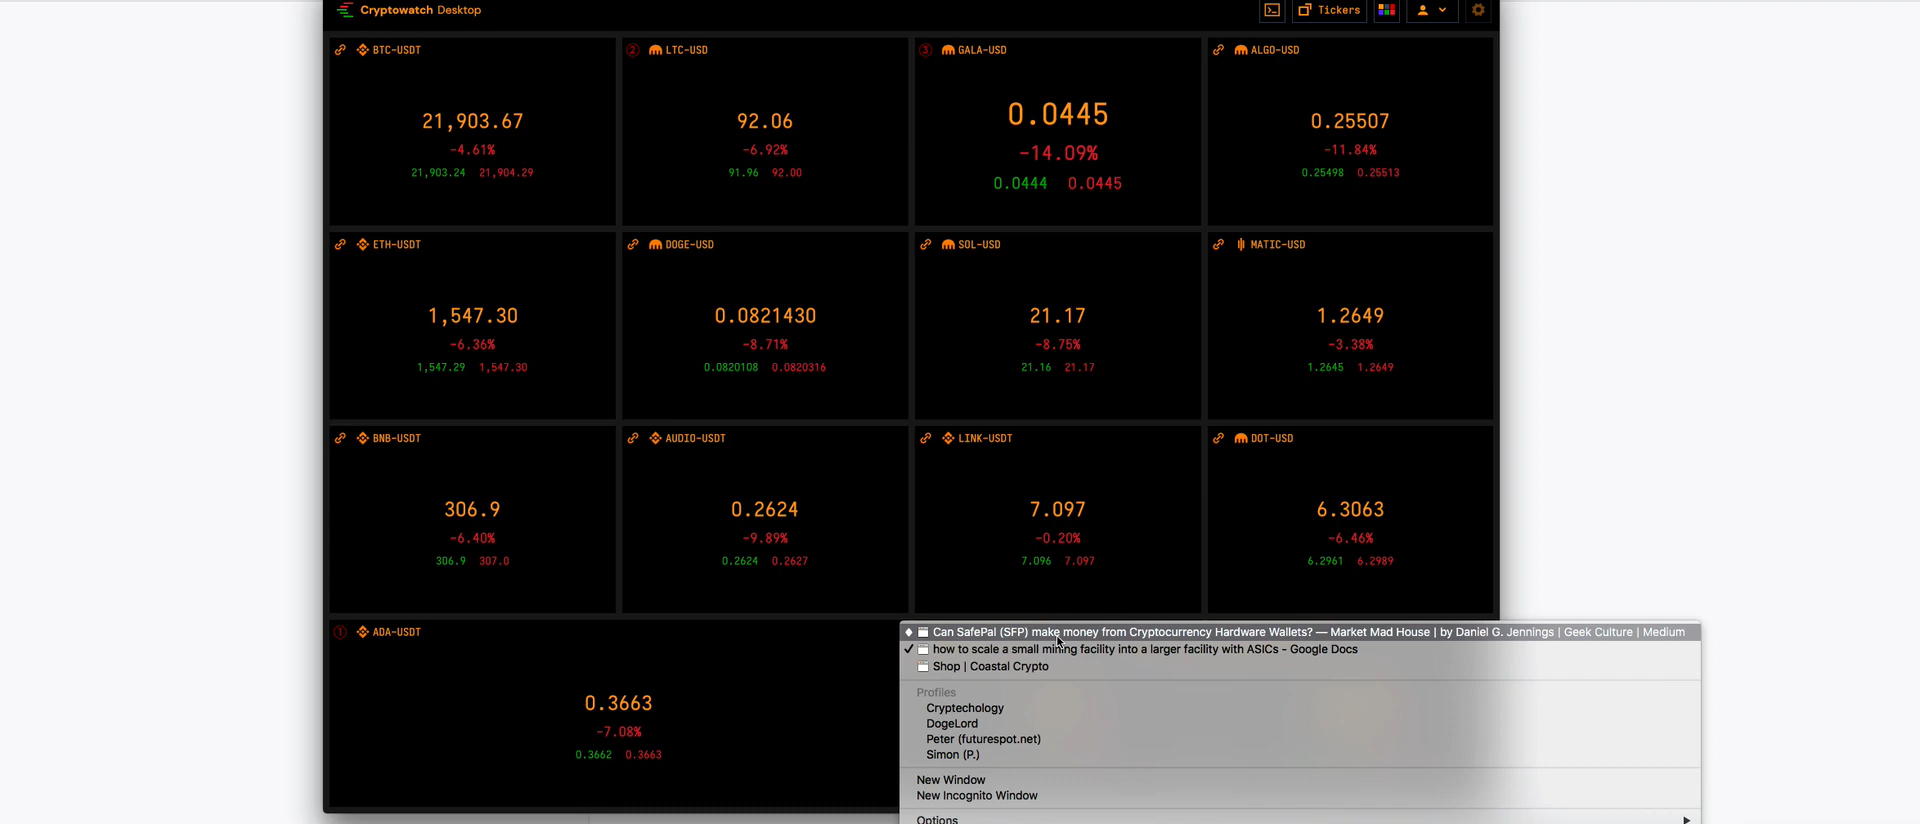 Cryptowatch Desktop
Tickers
BTC-USDT
21,903.67
-4.61%
21,903.24 21,904.29
② LTC-USD
92.06
-6.92%
91.96 92.00
③ GALA-USD
0.0445
-14.09%
0.0444 0.0445
ALGO-USD
0.25507
-11.84%
0.25498 0.25513
ETH-USDT
1,547.30
-6.36%
1,547.29 1,547.30
DOGE-USD
0.0821430
-8.71%
0.0820108 0.0820316
SOL-USD
21.17
-8.75%
21.16 21.17
MATIC-USD
1.2649
-3.38%
1.2645 1.2649
BNB-USDT
306.9
-6.40%
306.9 307.0
AUDIO-USDT
0.2624
-9.89%
0.2624 0.2627
LINK-USDT
7.097
-0.20%
7.096 7.097
DOT-USD
6.3063
-6.46%
6.2961 6.2989
① ADA-USDT
0.3663
-7.08%
0.3662 0.3663
Can SafePal (SFP) make money from Cryptocurrency Hardware Wallets? — Market Mad House | by Daniel G. Jennings | Geek Culture | Medium
how to scale a small mining facility into a larger facility with ASICs - Google Docs
Shop | Coastal Crypto
Profiles
Cryptechology
DogeLord
Peter (futurespot.net)
Simon (P.)
New Window
New Incognito Window
Options